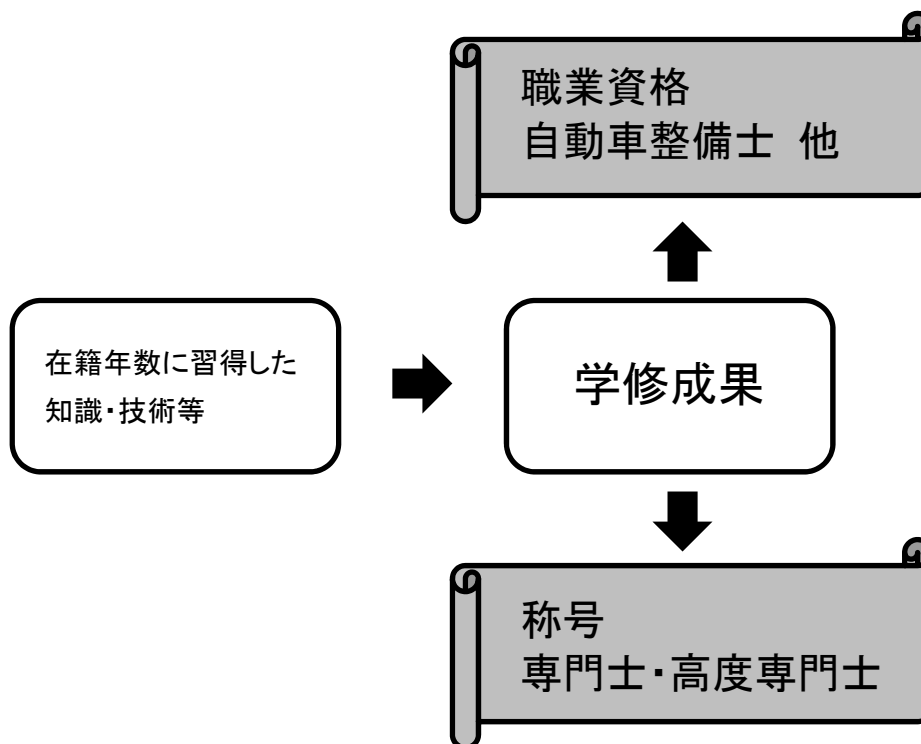 職業資格
自動車整備士 他
在籍年数に習得した
知識・技術等
学修成果
称号
専門士・高度専門士